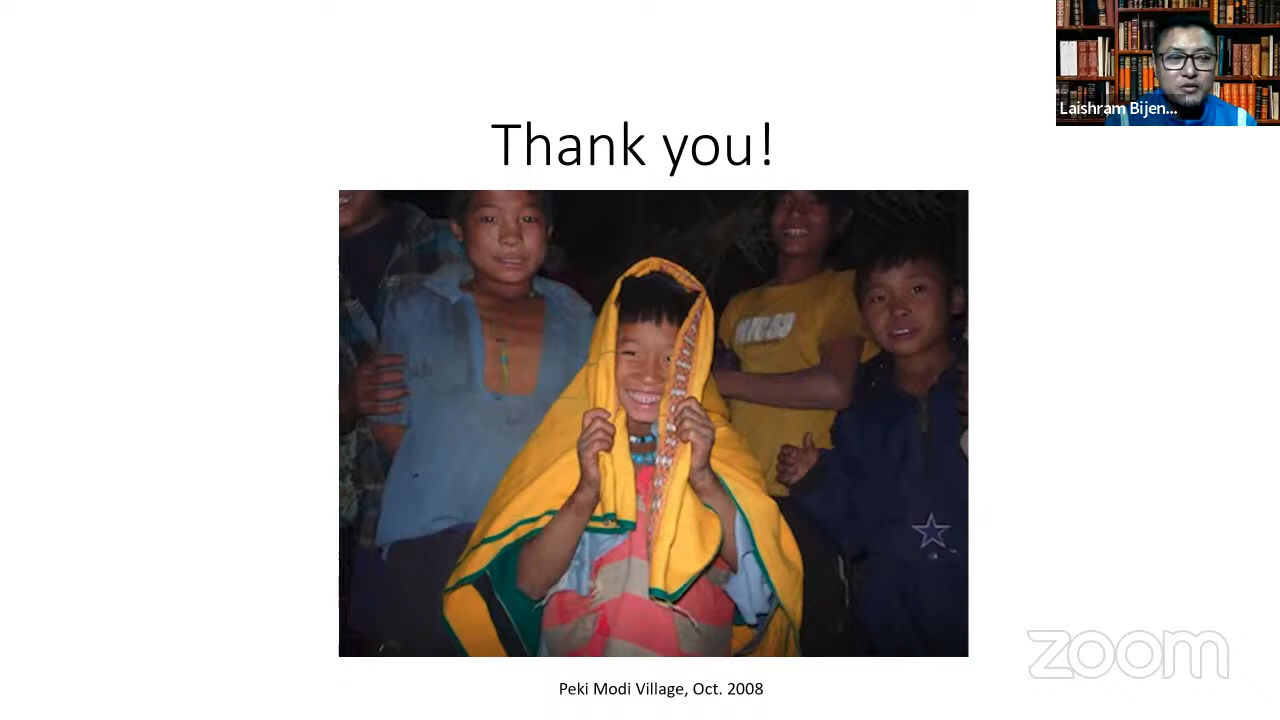 Laishram Bijen...
Thank you!
zoom
Peki Modi Village, Oct. 2008